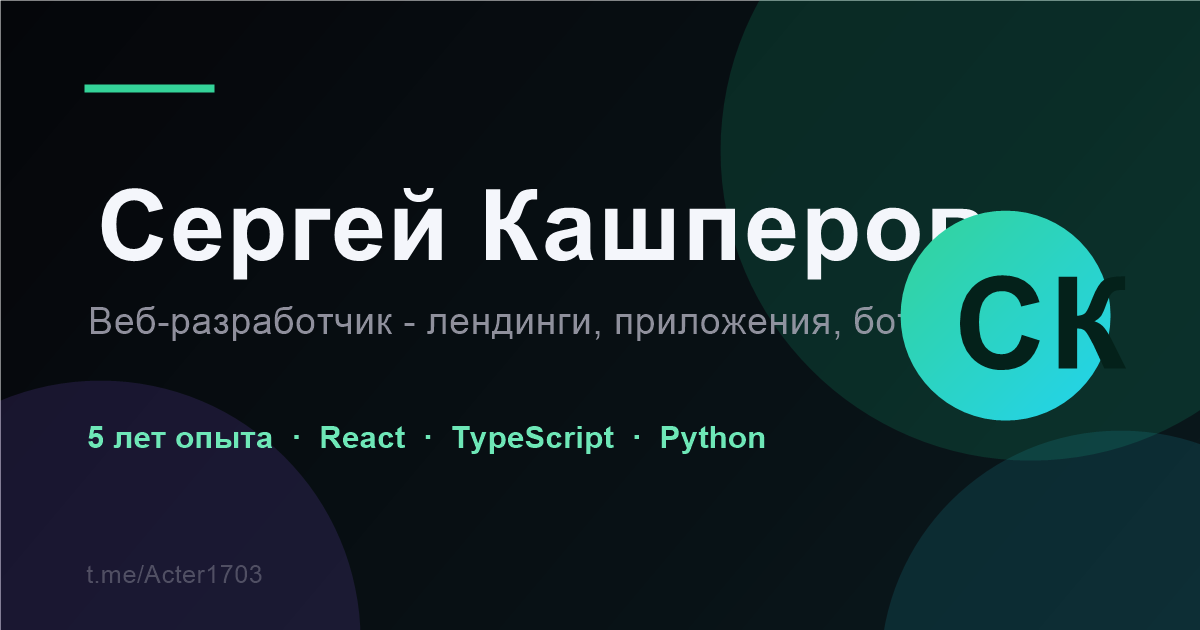 Сергей Кашперов
Веб-разработчик - лендинги, приложения,
СК
5 лет опыта · React · TypeScript · Python
t.me/Acter1703